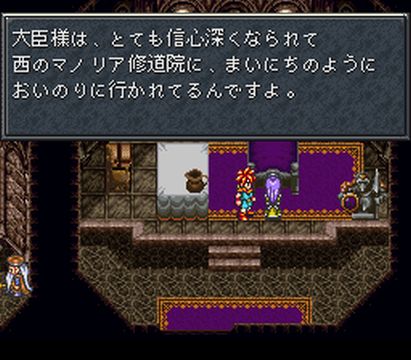 大臣様は、とても信心深くなられて
西のマノリア修道院に、まいにちのように
おいのりに行かれてるんですよ。